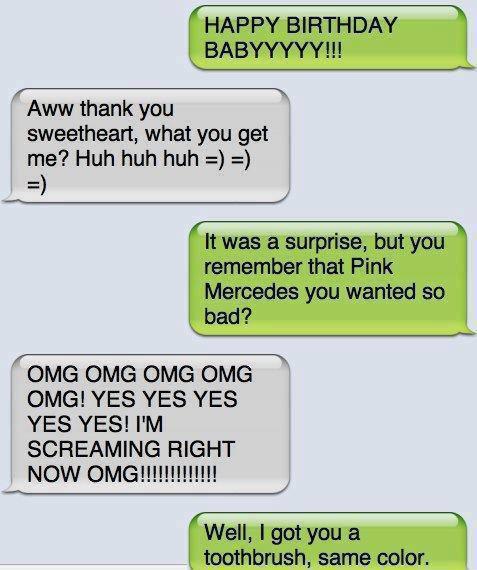 HAPPY BIRTHDAY
BABYYYYY!!!
Aww thank you
sweetheart, what you get
me? Huh huh huh =) =)
=)
It was a surprise, but you
remember that Pink
Mercedes you wanted so
bad?
OMG OMG OMG OMG
OMG! YES YES YES
YES YES! I'M
SCREAMING RIGHT
NOW OMG!!!!!!!!!!!!!
Well, I got you a
toothbrush, same color.